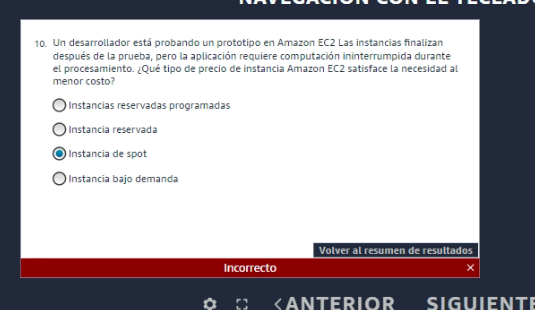 NAVEGACIÓN CON EL TECLADO
10. Un desarrollador está probando un prototipo en Amazon EC2 Las instancias finalizan
después de la prueba, pero la aplicación requiere computación ininterrumpida durante
el procesamiento. ¿Qué tipo de precio de instancia Amazon EC2 satisface la necesidad al
menor costo?
Instancias reservadas programadas
Instancia reservada
Instancia de spot
Instancia bajo demanda
Volver al resumen de resultados
Incorrecto
ANTERIOR SIGUIENTE